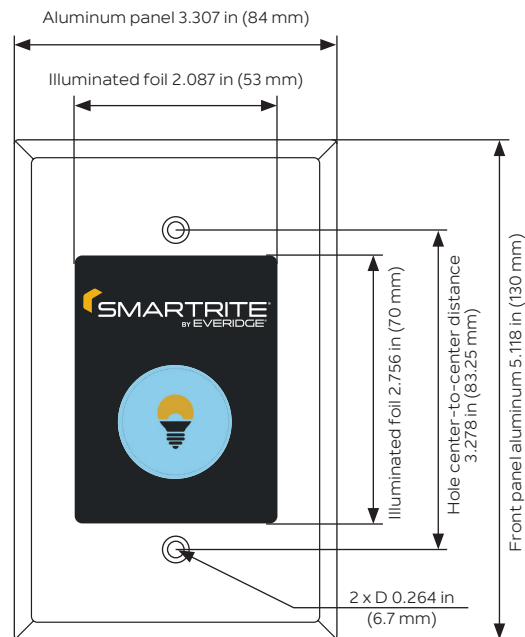 Aluminum panel 3.307 in (84 mm)
Illuminated foil 2.087 in (53 mm)
SMARTRITE®
BY EVERIDGE®
Illuminated foil 2.756 in (70 mm)
Hole center-to-center distance
3.278 in (83.25 mm)
Front panel aluminum 5.118 in (130 mm)
2 x D 0.264 in
(6.7 mm)